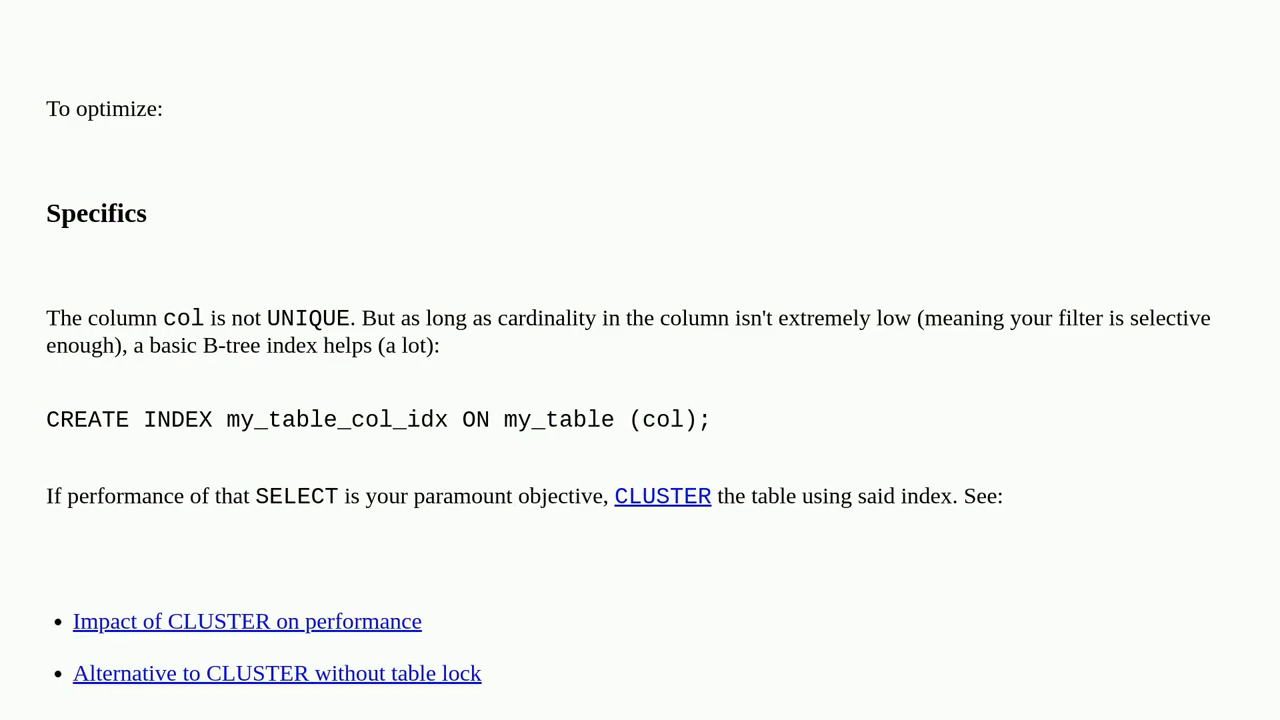 To optimize:
Specifics
The column col is not UNIQUE. But as long as cardinality in the column isn't extremely low (meaning your filter is selective
enough), a basic B-tree index helps (a lot):
CREATE INDEX my_table_col_idx ON my_table (col);
If performance of that SELECT is your paramount objective, CLUSTER the table using said index. See:
• Impact of CLUSTER on performance
• Alternative to CLUSTER without table lock